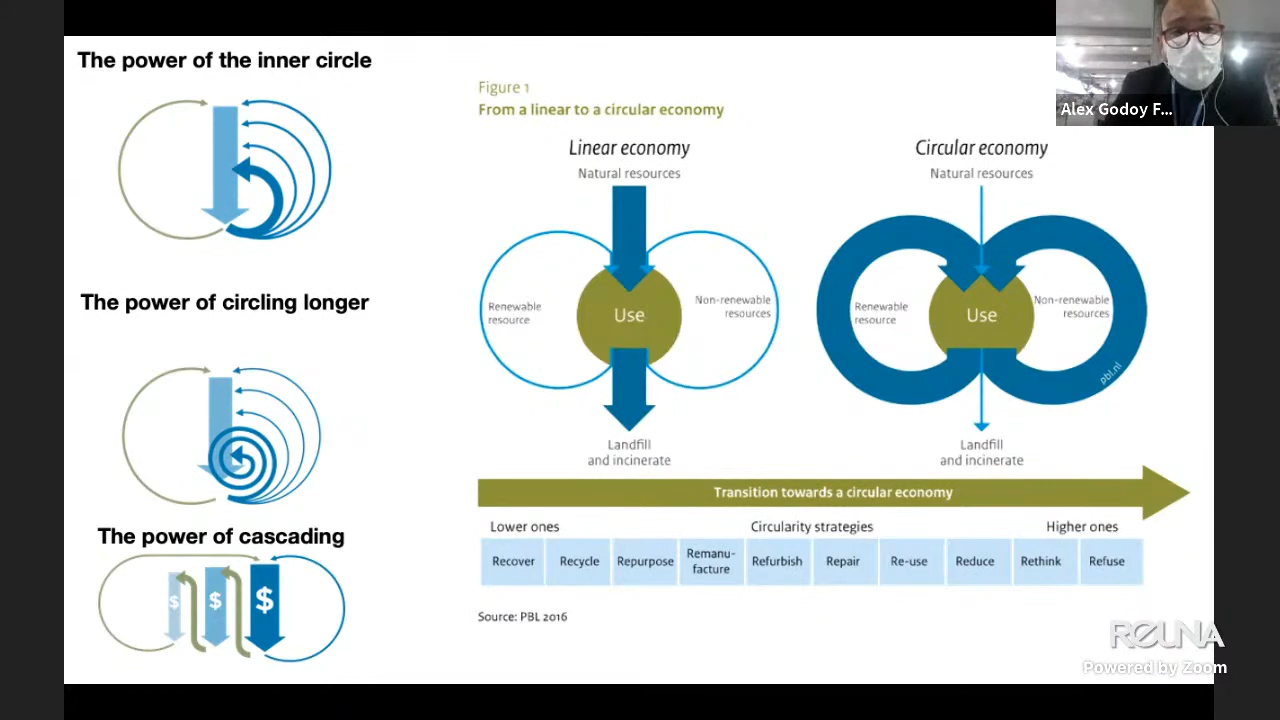 The power of the inner circle
The power of circling longer
The power of cascading
$
$
$
Figure 1
From a linear to a circular economy
Linear economy
Natural resources
Renewable
resource
Use
Non-renewable
resources
Landfill
and incinerate
Circular economy
Natural resources
Renewable
resource
Use
Non-renewable
resources
pbl.nl
Landfill
and incinerate
Transition towards a circular economy
Lower ones
Circularity strategies
Higher ones
Recover
Recycle
Repurpose
Remanu-
facture
Refurbish
Repair
Re-use
Reduce
Rethink
Refuse
Source: PBL 2016
Alex Godoy F...
REUNA
Powered by Zoom